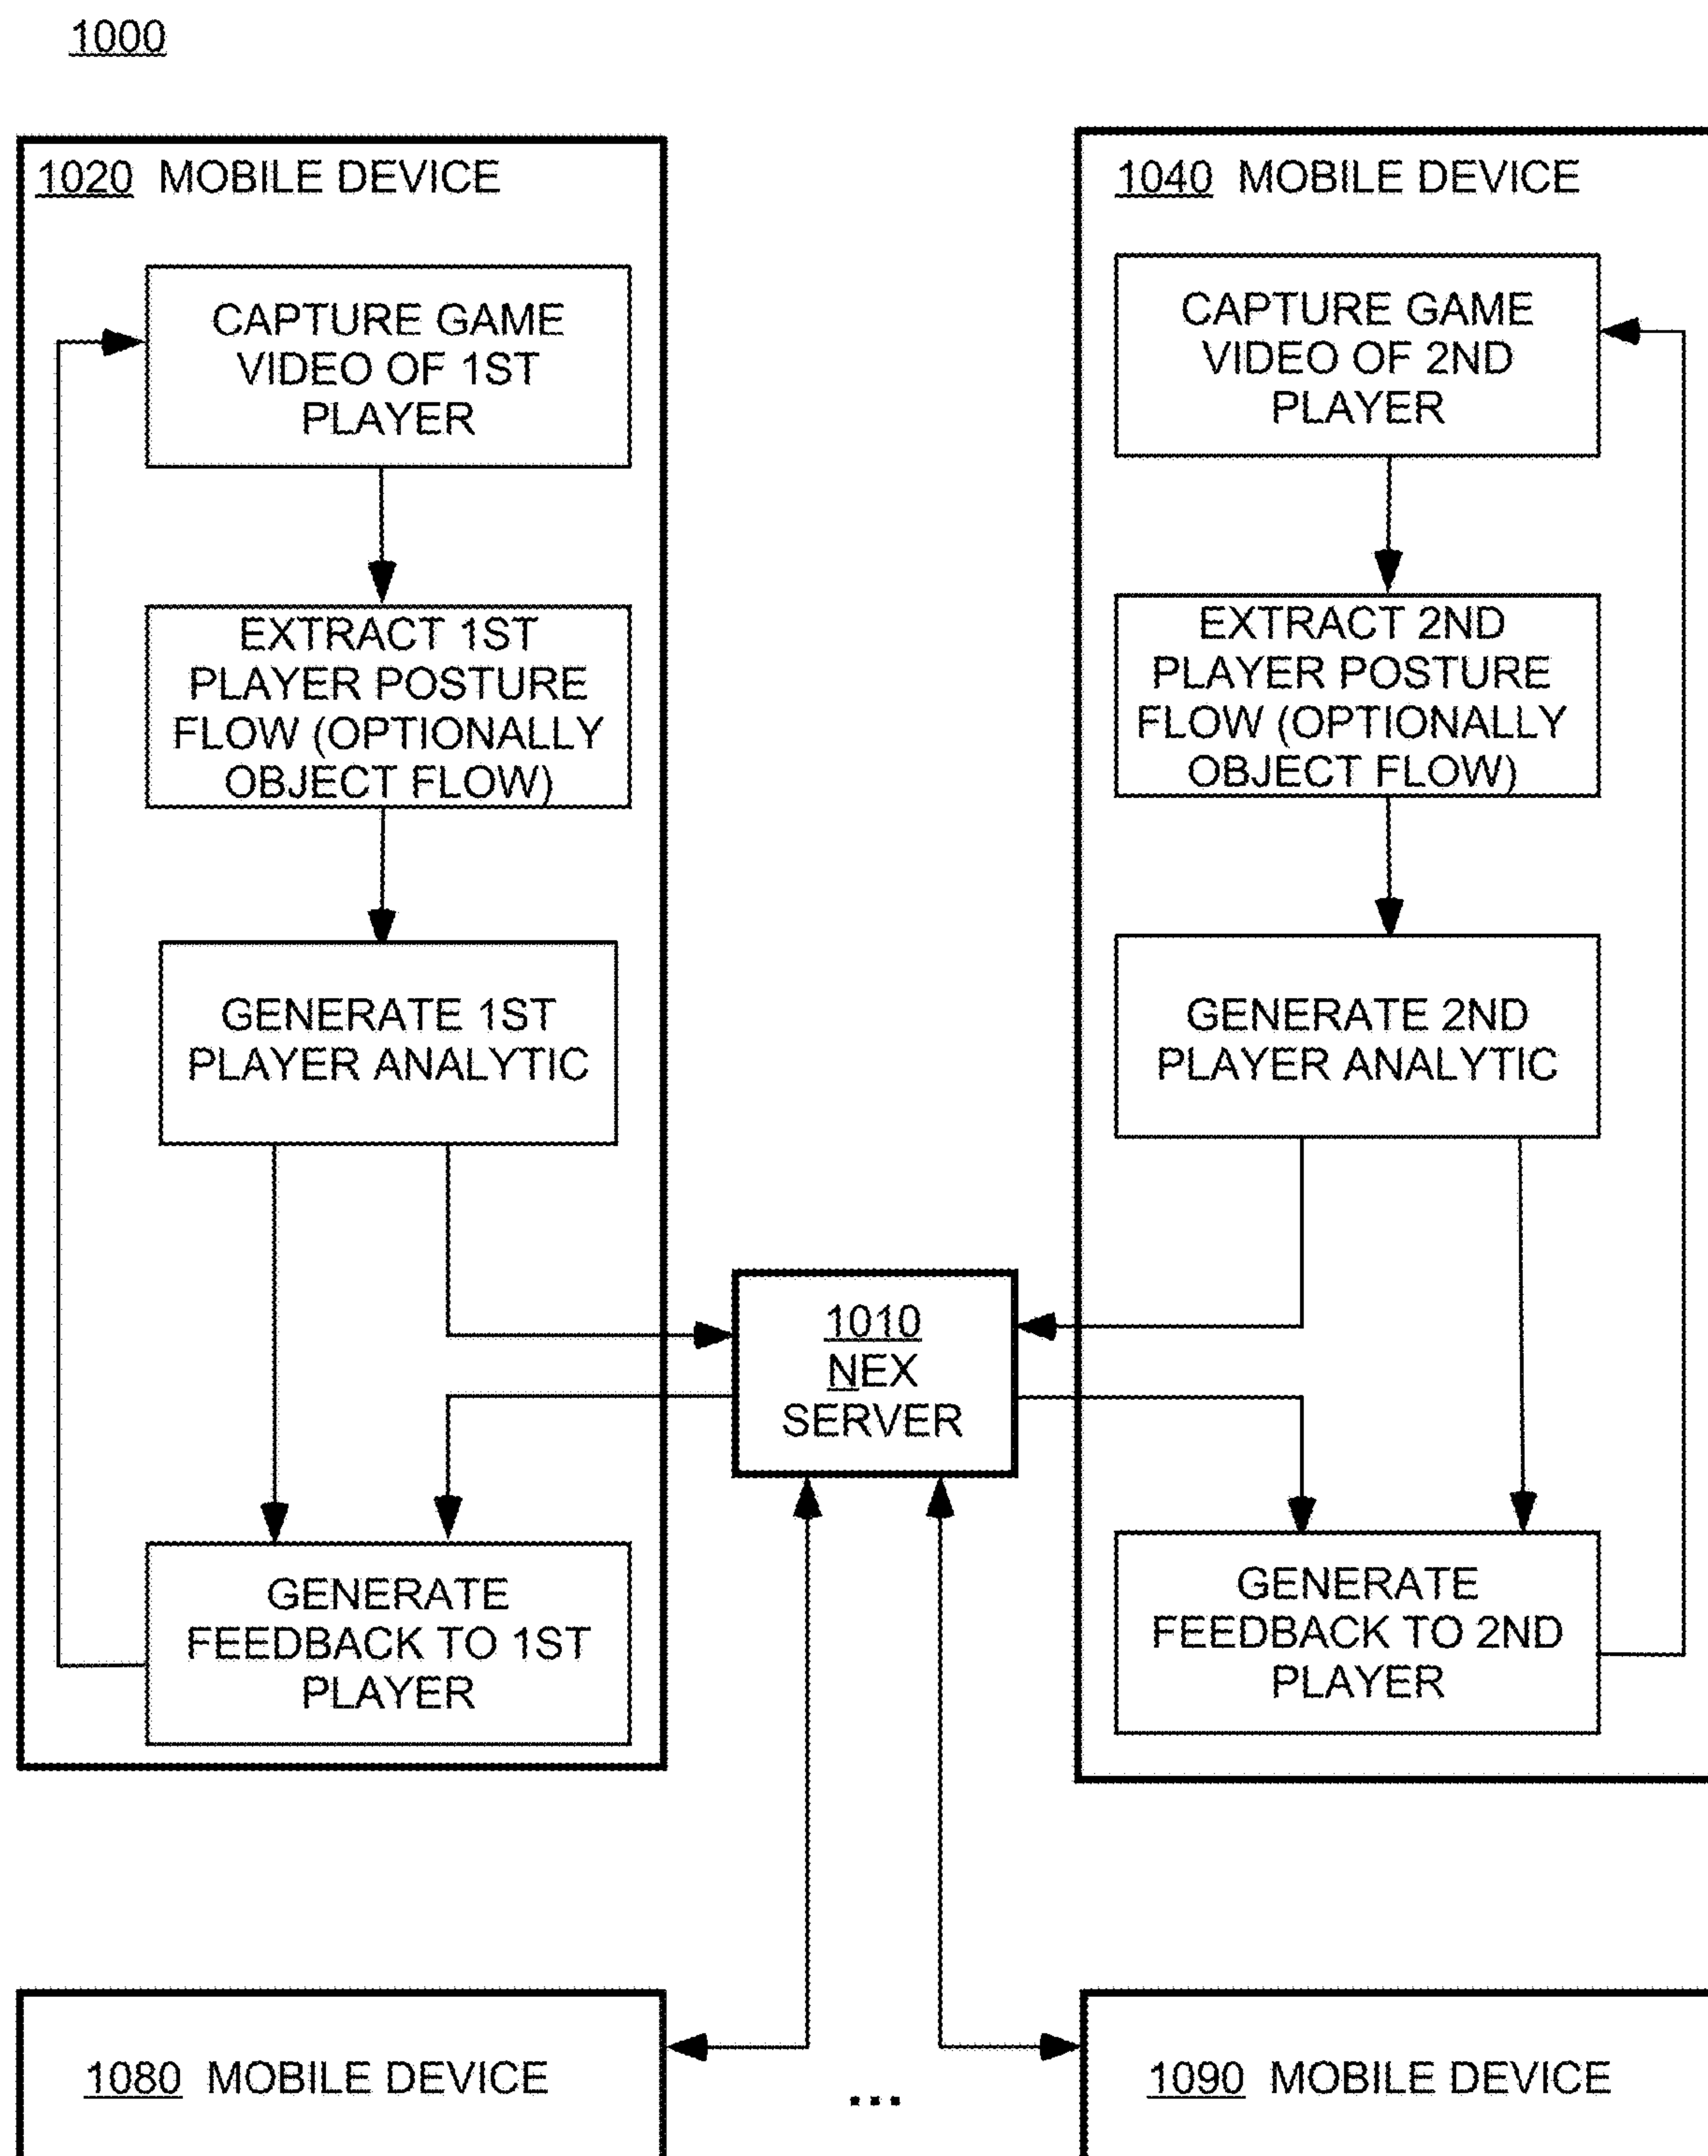 1000
1020 MOBILE DEVICE
CAPTURE GAME
VIDEO OF 1ST
PLAYER
EXTRACT 1ST
PLAYER POSTURE
FLOW (OPTIONALLY
OBJECT FLOW)
GENERATE 1ST
PLAYER ANALYTIC
GENERATE
FEEDBACK TO 1ST
PLAYER
1010
NEX
SERVER
1040 MOBILE DEVICE
CAPTURE GAME
VIDEO OF 2ND
PLAYER
EXTRACT 2ND
PLAYER POSTURE
FLOW (OPTIONALLY
OBJECT FLOW)
GENERATE 2ND
PLAYER ANALYTIC
GENERATE
FEEDBACK TO 2ND
PLAYER
1080 MOBILE DEVICE
...
1090 MOBILE DEVICE